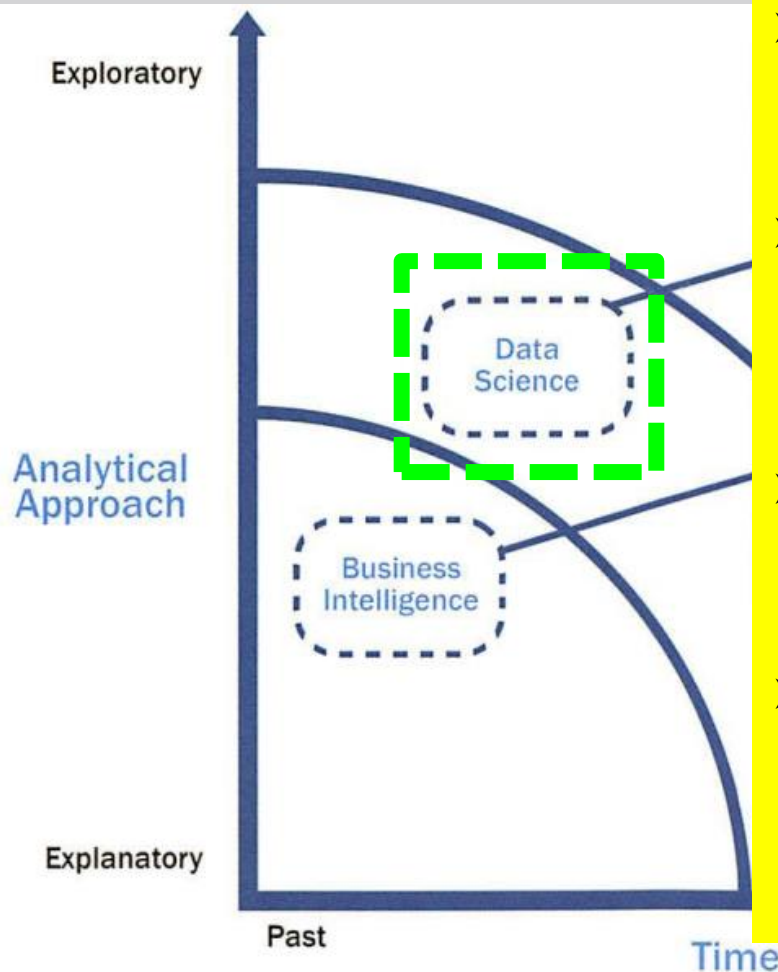 Exploratory
Data
Science
Analytical
Approach
Business
Intelligence
Explanatory
Past
Time